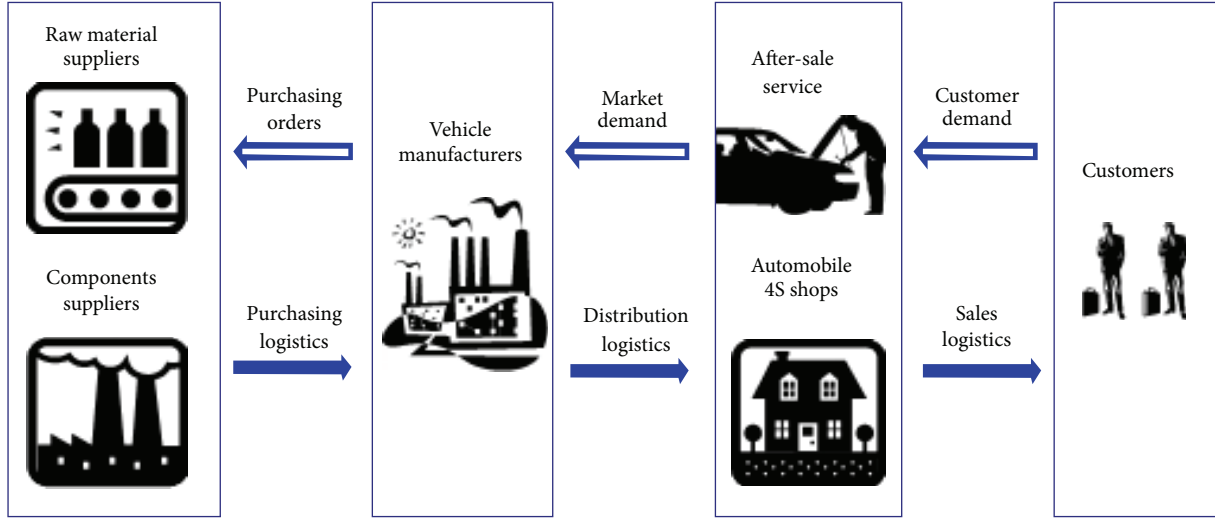 Raw material
suppliers
Components
suppliers
Purchasing
orders
Purchasing
logistics
Vehicle
manufacturers
Market
demand
Distribution
logistics
After-sale
service
Automobile
4S shops
Customer
demand
Sales
logistics
Customers